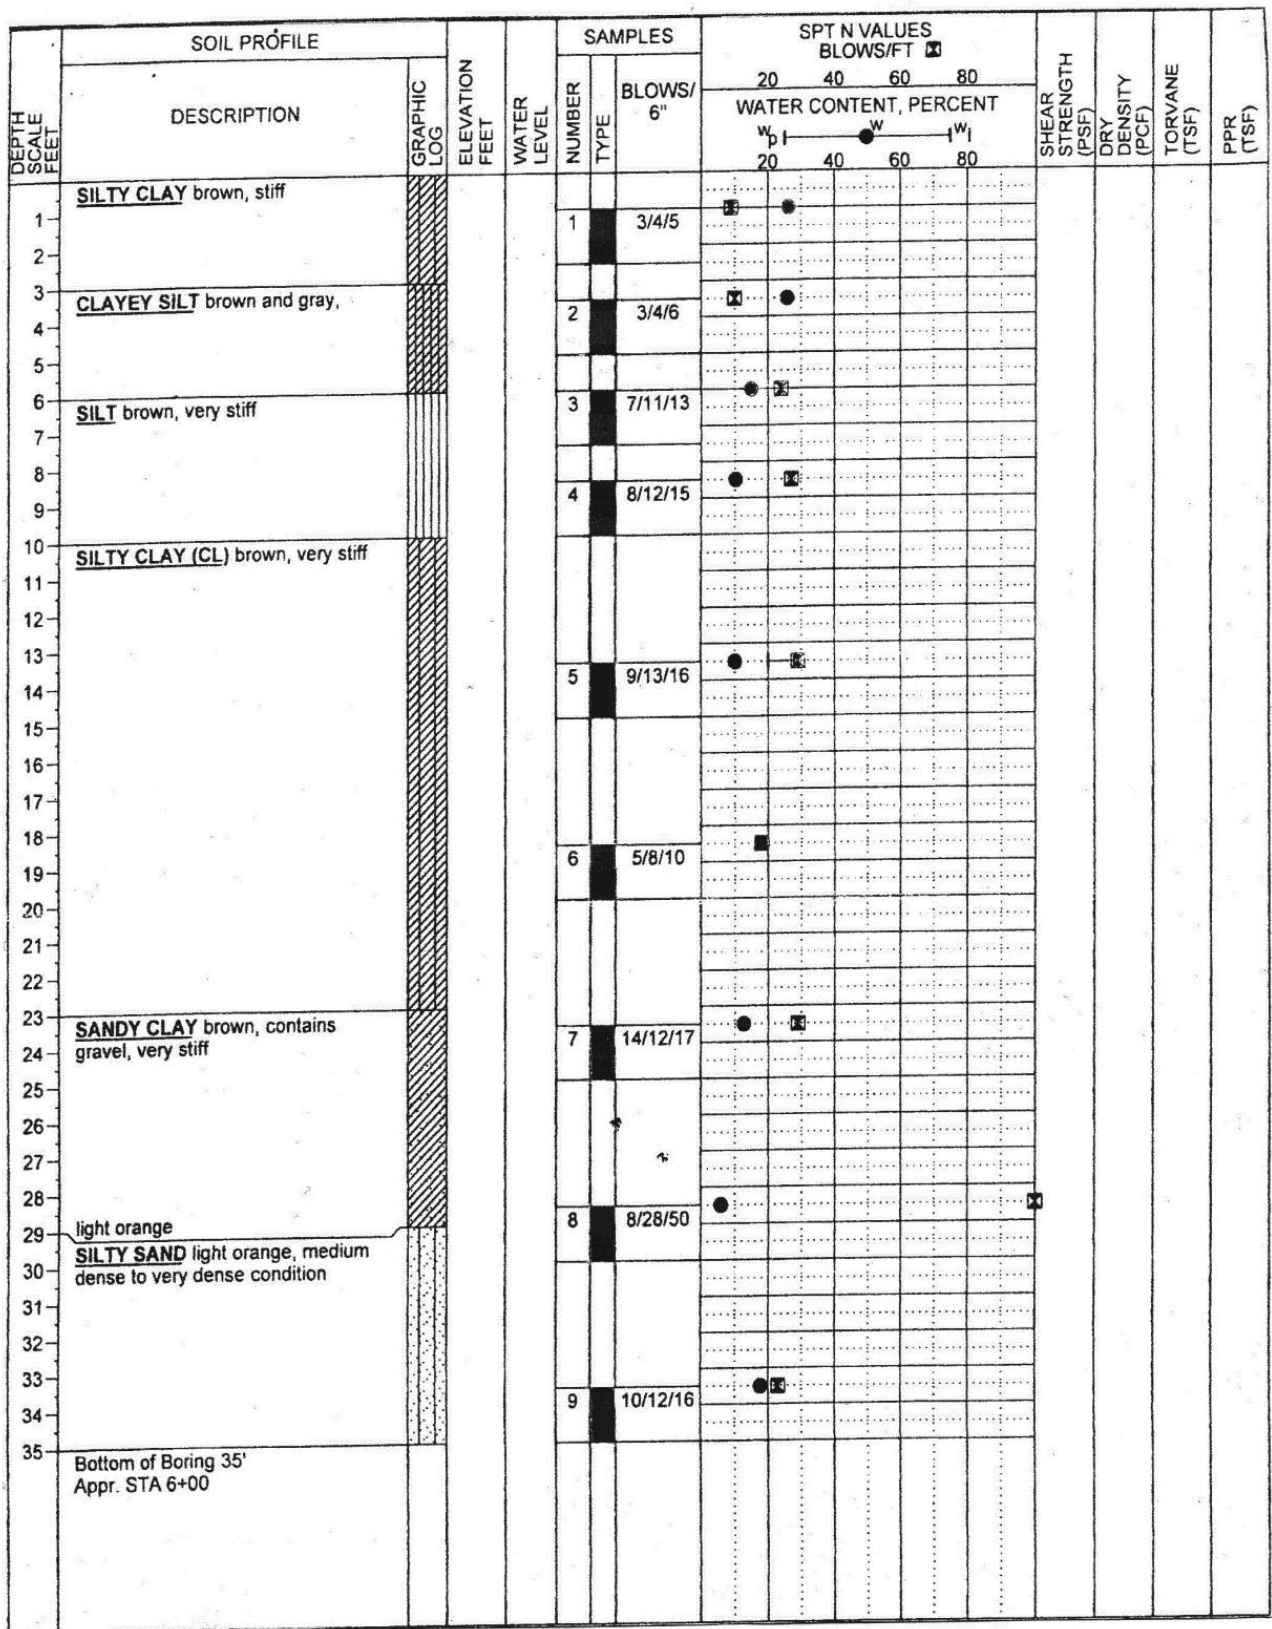 SOIL PROFILE
SAMPLES
SPT N VALUES
BLOWS/FT
20 40 60 80
DEPTH
SCALE
FEET
DESCRIPTION
GRAPHIC
LOG
ELEVATION
FEET
WATER
LEVEL
NUMBER
TYPE
BLOWS/
6"
WATER CONTENT, PERCENT
Wp W Wl
20 40 60 80
SHEAR
STRENGTH
(PSF)
DRY
DENSITY
(PCF)
TORVANE
(TSF)
PPR
(TSF)
SILTY CLAY brown, stiff
1 1 3/4/5
2
3
CLAYEY SILT brown and gray,
2 3/4/6
4
5
6
SILT brown, very stiff
3 7/11/13
7
8
4 8/12/15
9
10
SILTY CLAY (CL) brown, very stiff
11
12
13
5 9/13/16
14
15
16
17
18
6 5/8/10
19
20
21
22
23
SANDY CLAY brown, contains
7 14/12/17
24 gravel, very stiff
25
26
27
28
light orange
8 8/28/50
29
SILTY SAND light orange, medium
30 dense to very dense condition
31
32
33
9 10/12/16
34
35
Bottom of Boring 35'
Appr. STA 6+00